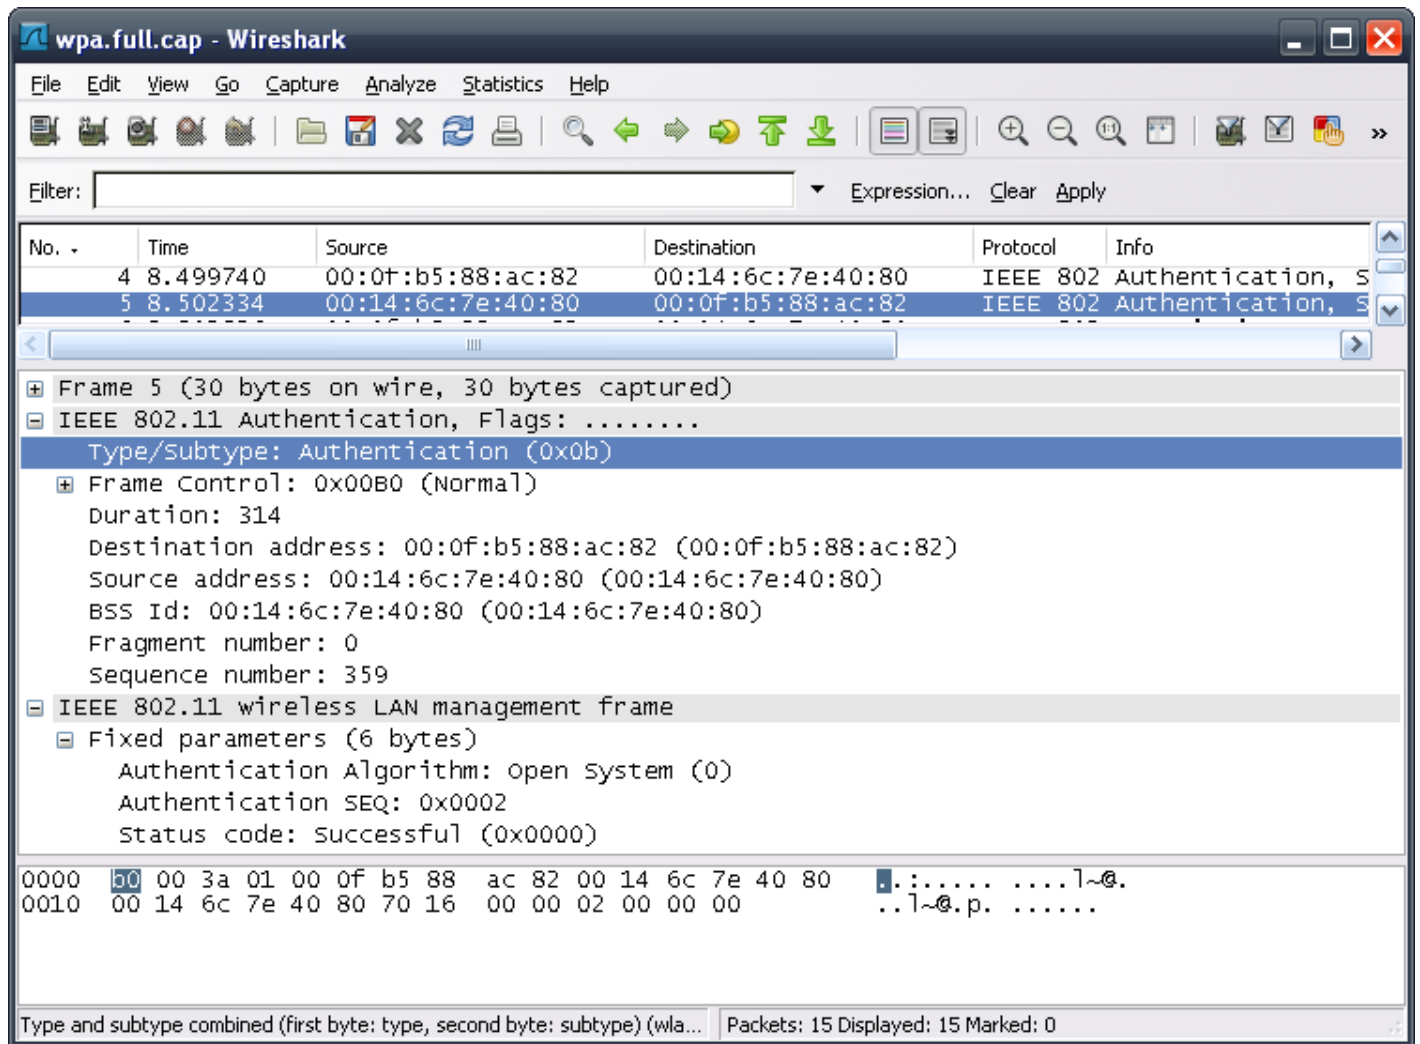 wpa.full.cap - Wireshark
File Edit View Go Capture Analyze Statistics Help
Filter: Expression... Clear Apply
No. Time Source Destination Protocol Info
4 8.499740 00:0f:b5:88:ac:82 00:14:6c:7e:40:80 IEEE 802 Authentication, S
5 8.502334 00:14:6c:7e:40:80 00:0f:b5:88:ac:82 IEEE 802 Authentication, S
Frame 5 (30 bytes on wire, 30 bytes captured)
IEEE 802.11 Authentication, Flags: ........
Type/Subtype: Authentication (0x0b)
Frame Control: 0x00B0 (Normal)
Duration: 314
Destination address: 00:0f:b5:88:ac:82 (00:0f:b5:88:ac:82)
Source address: 00:14:6c:7e:40:80 (00:14:6c:7e:40:80)
BSS Id: 00:14:6c:7e:40:80 (00:14:6c:7e:40:80)
Fragment number: 0
Sequence number: 359
IEEE 802.11 wireless LAN management frame
Fixed parameters (6 bytes)
Authentication Algorithm: Open System (0)
Authentication SEQ: 0x0002
Status code: Successful (0x0000)
0000 b0 00 3a 01 00 0f b5 88 ac 82 00 14 6c 7e 40 80 ..:..... ....l~@.
0010 00 14 6c 7e 40 80 70 16 00 00 02 00 00 00 ..l~@.p. ......
Type and subtype combined (first byte: type, second byte: subtype) (wla... Packets: 15 Displayed: 15 Marked: 0